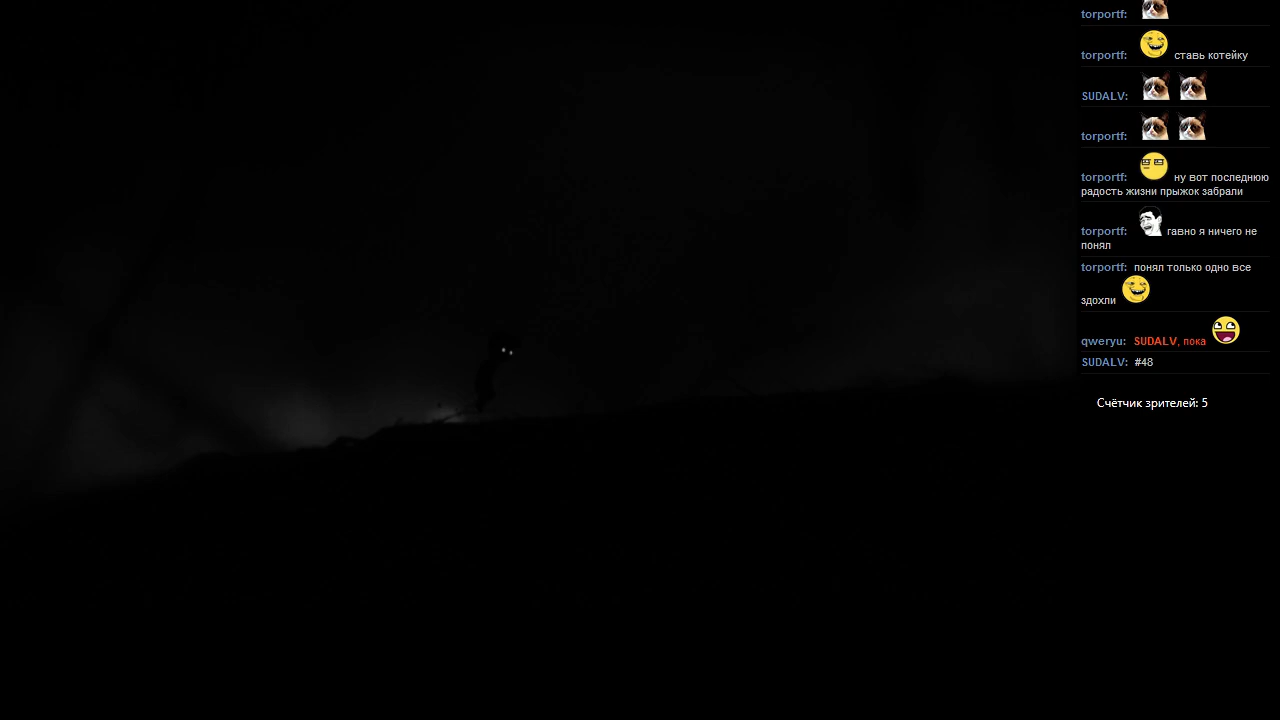 torportf:
torportf: ставь котейку
SUDALV:
torportf:
torportf: ну вот последнюю
радость жизни прыжок забрали
torportf: гавно я ничего не
понял
torportf: понял только одно все
здохли
qweryu: SUDALV, пока
SUDALV: #48
Счётчик зрителей: 5